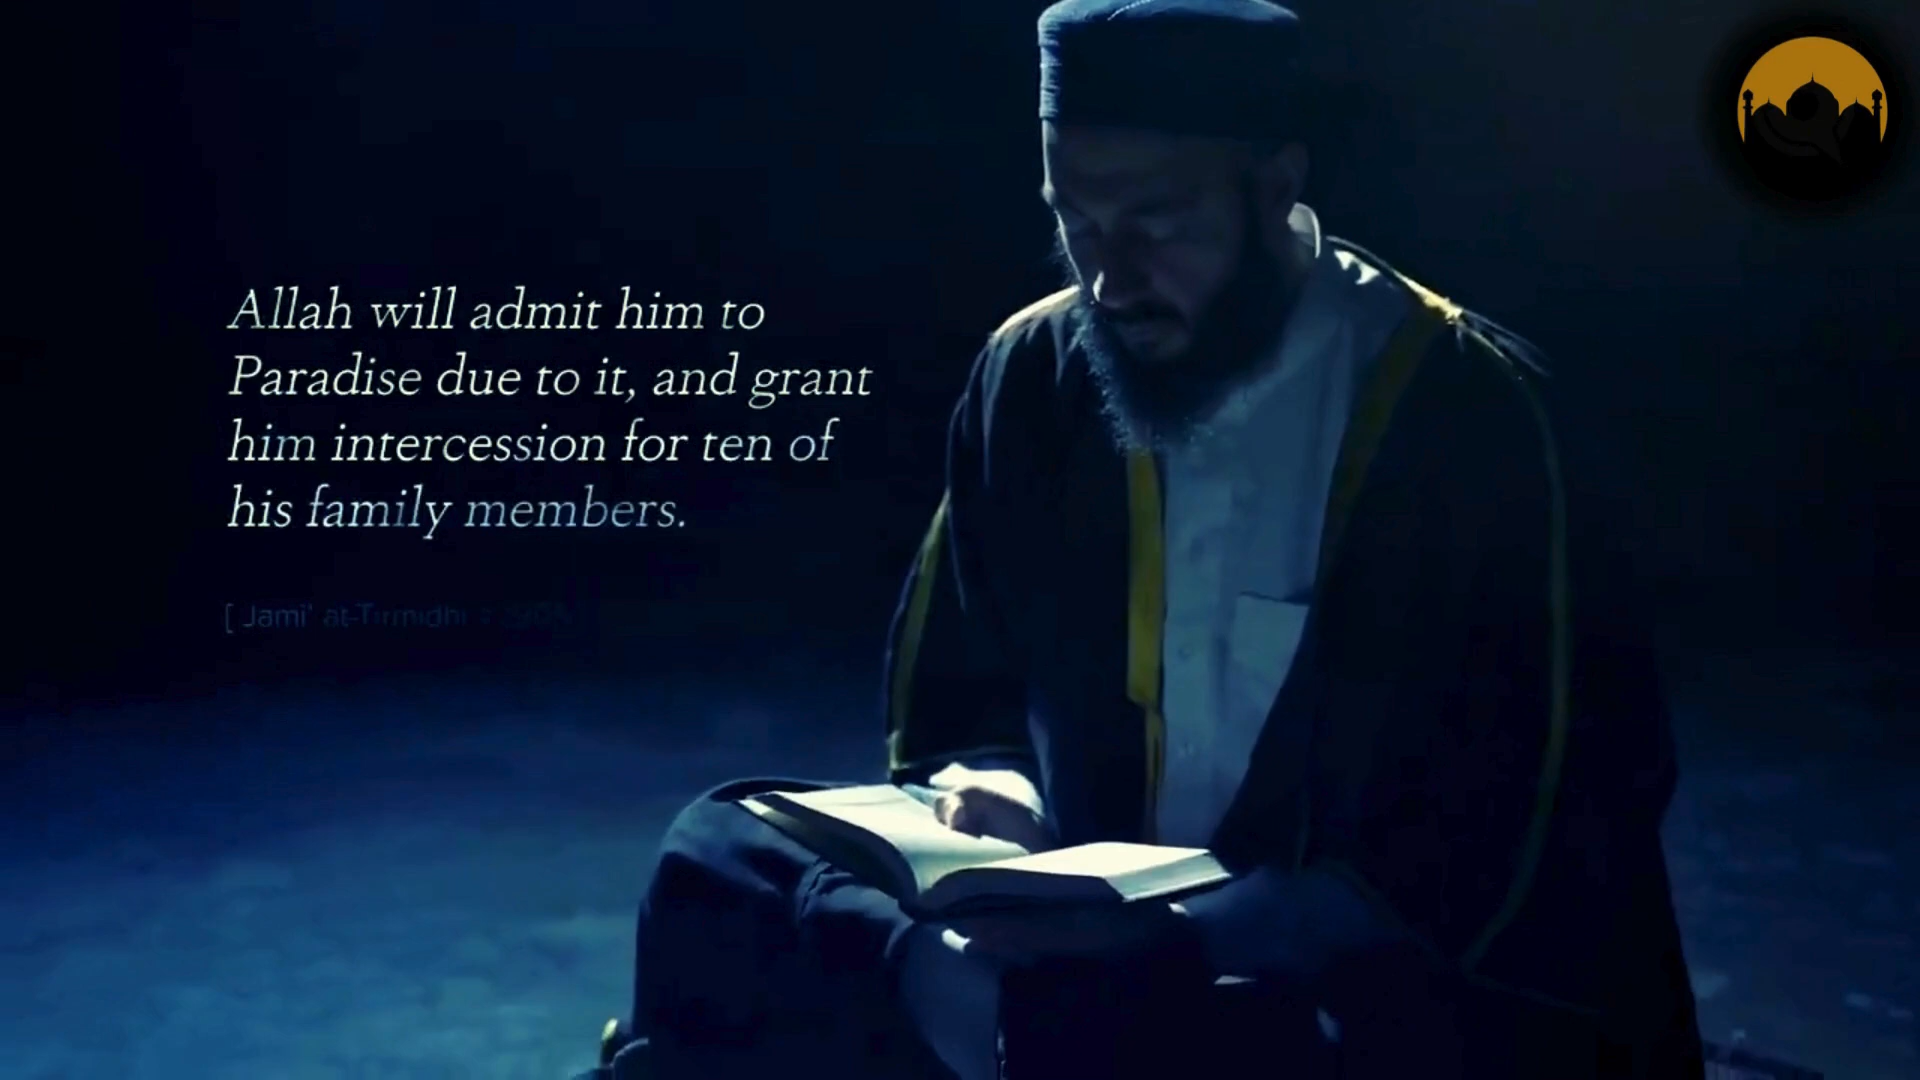 Allah will admit him to
Paradise due to it, and grant
him intercession for ten of
his family members.
[ Jami' at-Tirmidhi :